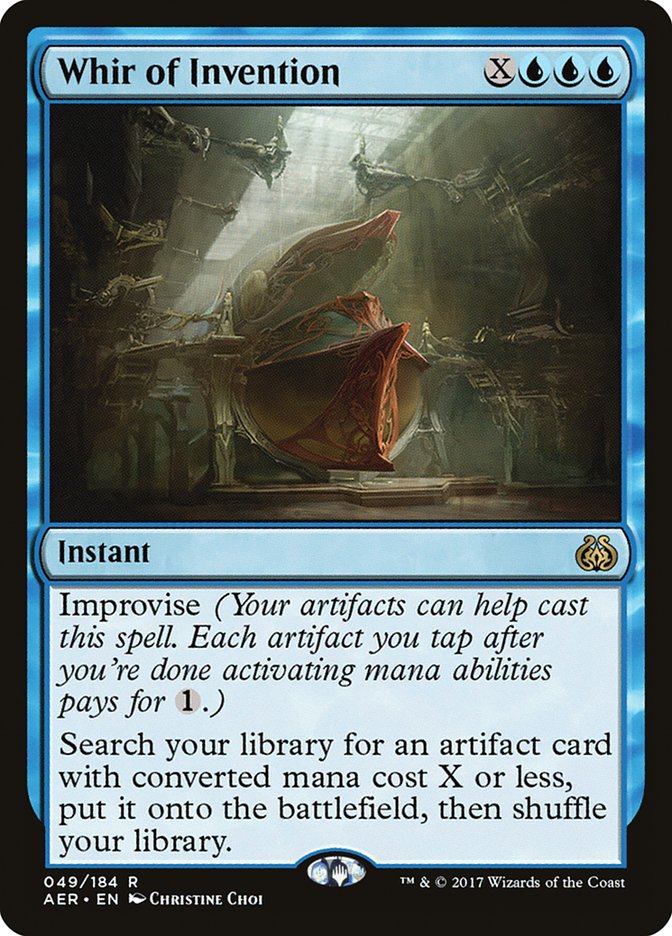 Whir of Invention X
Instant
Improvise (Your artifacts can help cast
this spell. Each artifact you tap after
you're done activating mana abilities
pays for 1.)
Search your library for an artifact card
with converted mana cost X or less,
put it onto the battlefield, then shuffle
your library.
049/184 R
AER • EN Christine Choi
™ & © 2017 Wizards of the Coast